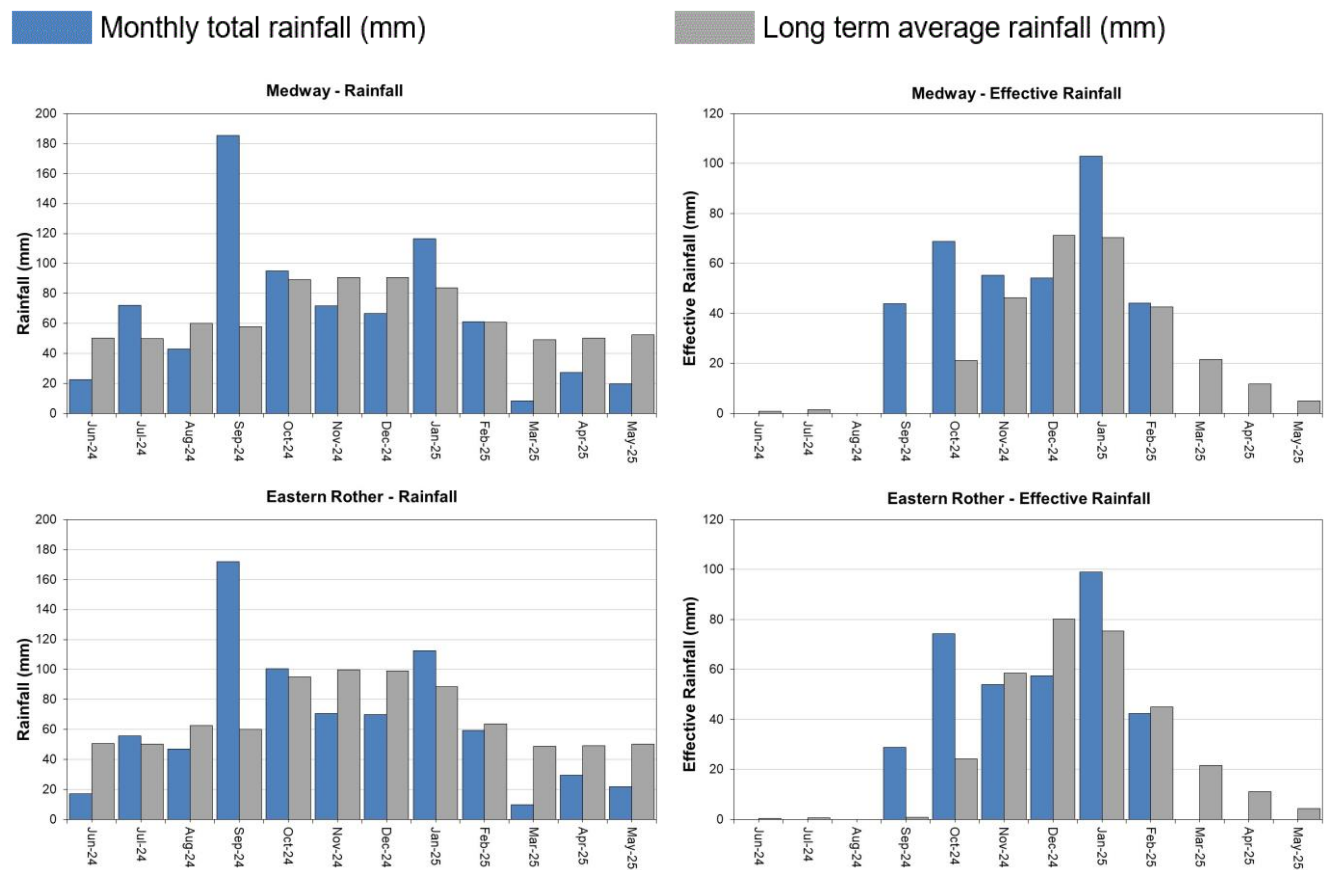 Monthly total rainfall (mm)
Long term average rainfall (mm)
Medway - Rainfall
Rainfall (mm)
200
180
160
140
120
100
80
60
40
20
0
Jun-24
Jul-24
Aug-24
Sep-24
Oct-24
Nov-24
Dec-24
Jan-25
Feb-25
Mar-25
Apr-25
May-25
Medway - Effective Rainfall
Effective Rainfall (mm)
120
100
80
60
40
20
0
Jun-24
Jul-24
Aug-24
Sep-24
Oct-24
Nov-24
Dec-24
Jan-25
Feb-25
Mar-25
Apr-25
May-25
Eastern Rother - Rainfall
Rainfall (mm)
200
180
160
140
120
100
80
60
40
20
0
Jun-24
Jul-24
Aug-24
Sep-24
Oct-24
Nov-24
Dec-24
Jan-25
Feb-25
Mar-25
Apr-25
May-25
Eastern Rother - Effective Rainfall
Effective Rainfall (mm)
120
100
80
60
40
20
0
Jun-24
Jul-24
Aug-24
Sep-24
Oct-24
Nov-24
Dec-24
Jan-25
Feb-25
Mar-25
Apr-25
May-25